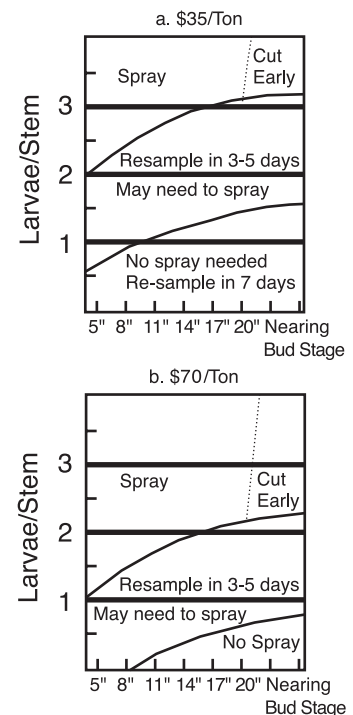 a. $35/Ton
Spray
Cut
Early
3
Resample in 3-5 days
2
May need to spray
1
No spray needed
Re-sample in 7 days
Larvae/Stem
5" 8" 11" 14" 17" 20" Nearing
Bud Stage
b. $70/Ton
3
Spray
Cut
Early
2
Resample in 3-5 days
1
May need to spray
No Spray
Larvae/Stem
5" 8" 11" 14" 17" 20" Nearing
Bud Stage